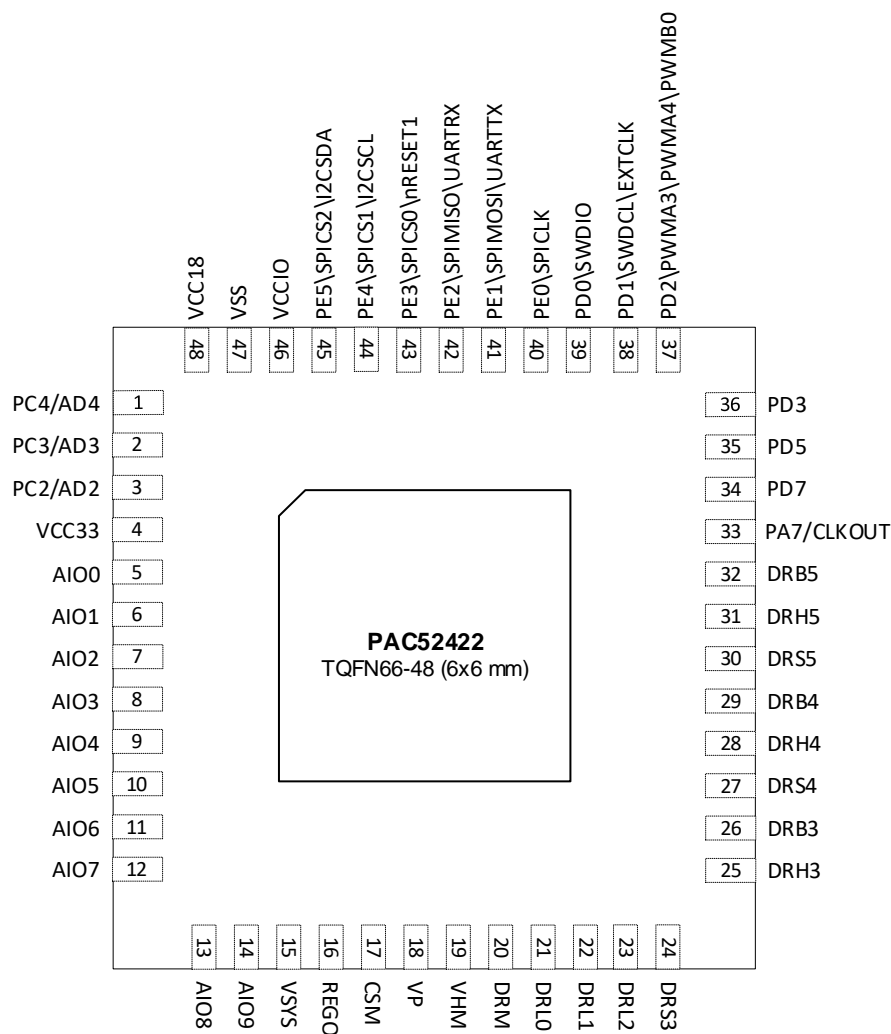 PE5\SPICS2\I2CSDA
PE4\SPICS1\I2CSCL
PE3\SPICS0\nRESET1
PE2\SPIMISO\UARTRX
PE1\SPIMOSI\UARTTX
PE0\SPICLK
PD0\SWDIO
PD1\SWDCL\EXTCLK
PD2\PWMA3\PWMA4\PWMB0
VCC18
VSS
VCCIO
48
47
46
45
44
43
42
41
40
39
38
37
PC4/AD4 1
PC3/AD3 2
PC2/AD2 3
VCC33 4
AIO0 5
AIO1 6
AIO2 7
AIO3 8
AIO4 9
AIO5 10
AIO6 11
AIO7 12
PAC52422
TQFN66-48 (6x6 mm)
36 PD3
35 PD5
34 PD7
33 PA7/CLKOUT
32 DRB5
31 DRH5
30 DRS5
29 DRB4
28 DRH4
27 DRS4
26 DRB3
25 DRH3
13
14
15
16
17
18
19
20
21
22
23
24
AIO8
AIO9
VSYS
REGO
CSM
VP
VHM
DRM
DRL0
DRL1
DRL2
DRS3